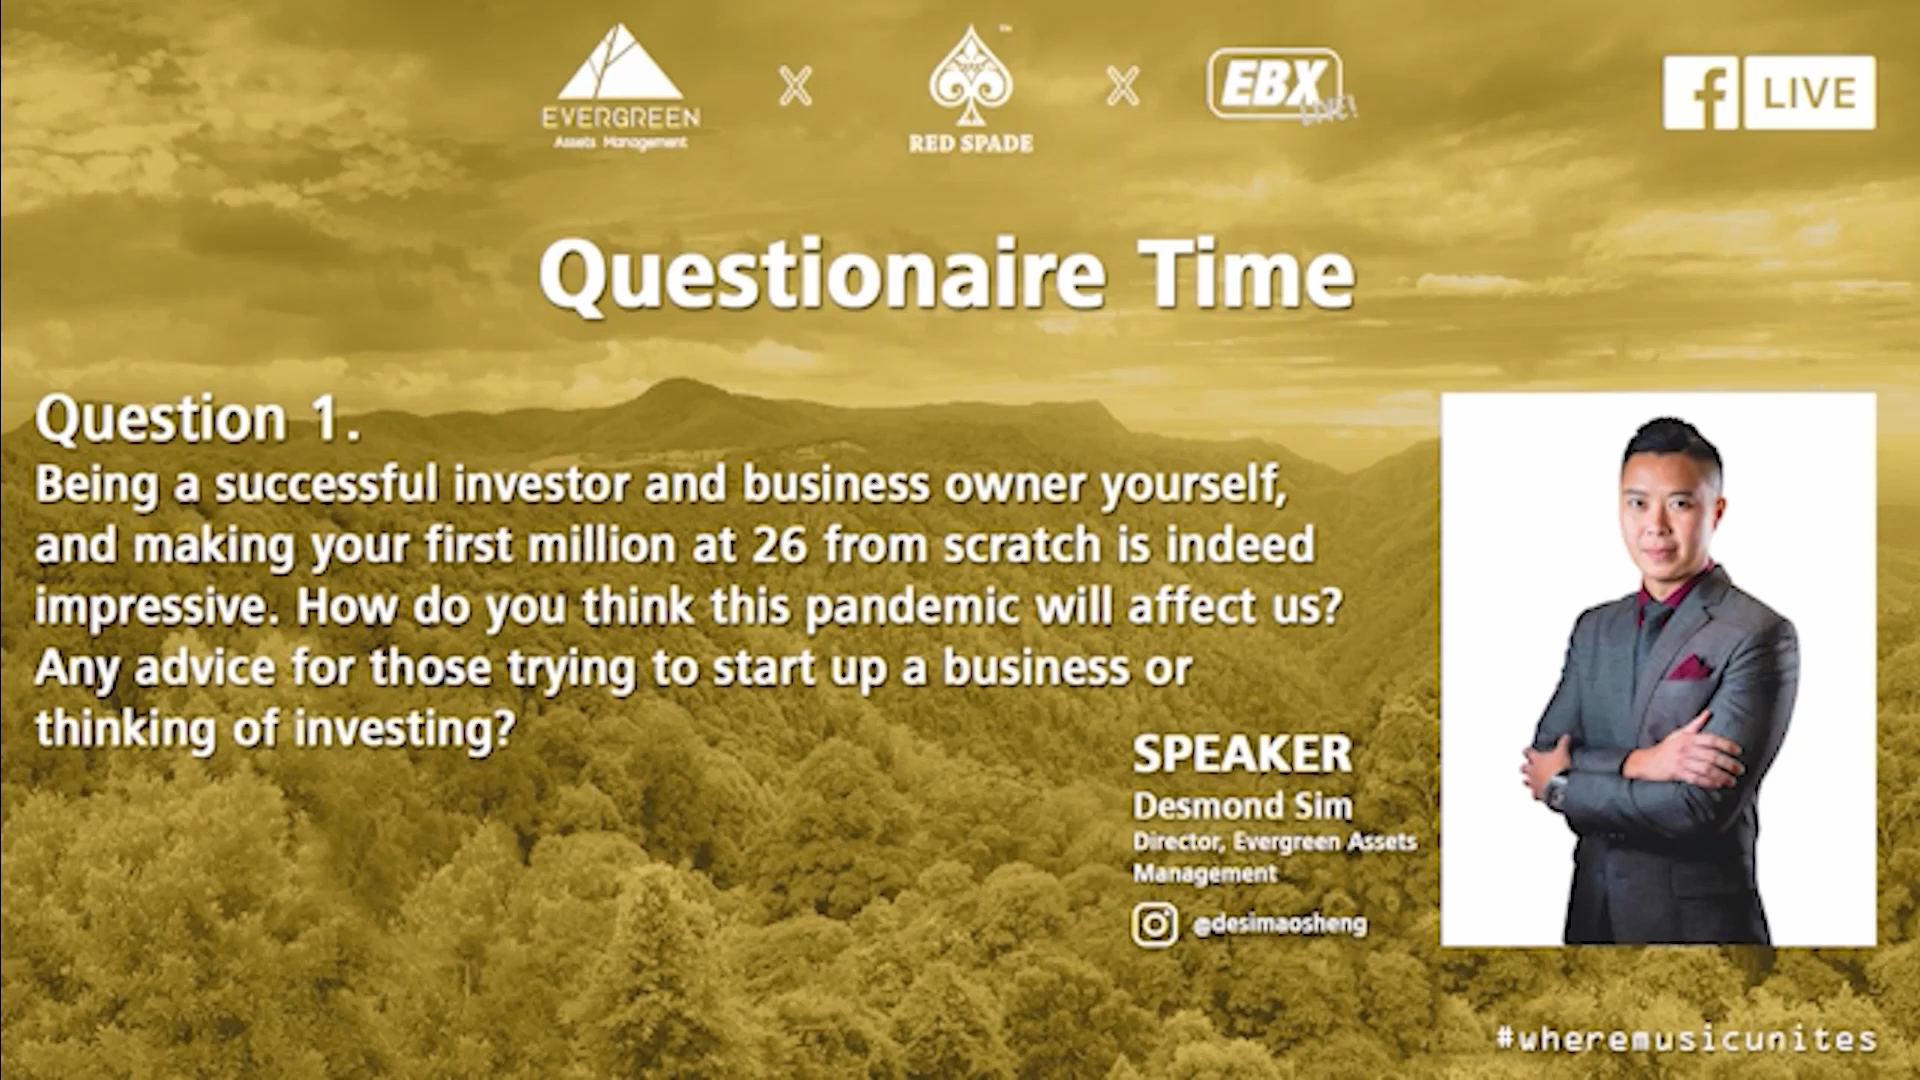 EVERGREEN
Assets Management
X
TM
RED SPADE
X
EBX
LIVE!
f LIVE
Questionaire Time
Question 1.
Being a successful investor and business owner yourself,
and making your first million at 26 from scratch is indeed
impressive. How do you think this pandemic will affect us?
Any advice for those trying to start up a business or
thinking of investing?
SPEAKER
Desmond Sim
Director, Evergreen Assets
Management
@desimaosheng
#wheremusicunites